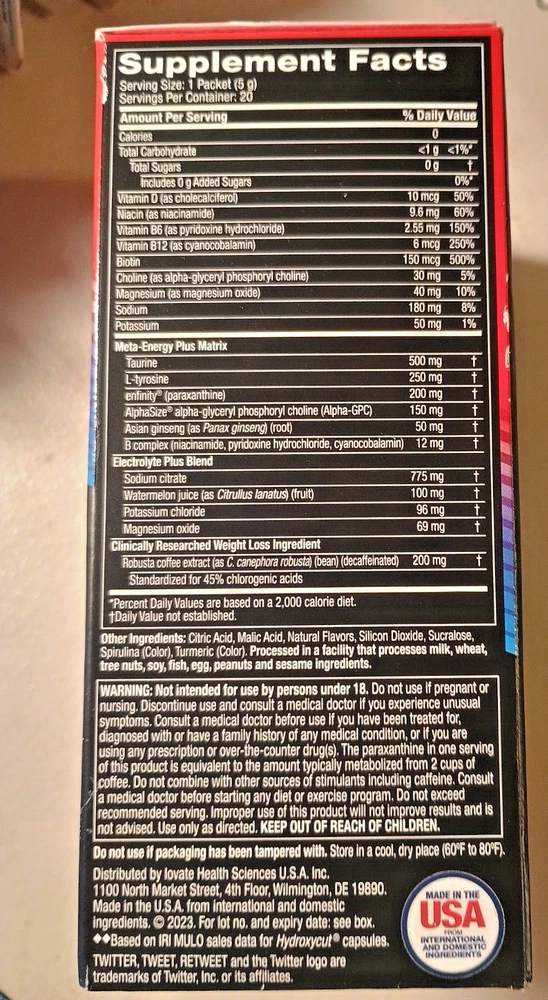 Supplement Facts
Serving Size: 1 Packet (5 g)
Servings Per Container: 20
Amount Per Serving % Daily Value
Calories 0
Total Carbohydrate <1 g <1%*
Total Sugars 0 g †
Includes 0 g Added Sugars 0%*
Vitamin D (as cholecalciferol) 10 mcg 50%
Niacin (as niacinamide) 9.6 mg 60%
Vitamin B6 (as pyridoxine hydrochloride) 2.55 mg 150%
Vitamin B12 (as cyanocobalamin) 6 mcg 250%
Biotin 150 mcg 500%
Choline (as alpha-glyceryl phosphoryl choline) 30 mg 5%
Magnesium (as magnesium oxide) 40 mg 10%
Sodium 180 mg 8%
Potassium 50 mg 1%
Meta-Energy Plus Matrix
Taurine 500 mg †
L-tyrosine 250 mg †
enfinity® (paraxanthine) 200 mg †
AlphaSize® alpha-glyceryl phosphoryl choline (Alpha-GPC) 150 mg †
Asian ginseng (as Panax ginseng) (root) 50 mg †
B complex (niacinamide, pyridoxine hydrochloride, cyanocobalamin) 12 mg †
Electrolyte Plus Blend
Sodium citrate 775 mg †
Watermelon juice (as Citrullus lanatus) (fruit) 100 mg †
Potassium chloride 96 mg †
Magnesium oxide 69 mg †
Clinically Researched Weight Loss Ingredient
Robusta coffee extract (as C. canephora robusta) (bean) (decaffeinated) 200 mg †
Standardized for 45% chlorogenic acids
*Percent Daily Values are based on a 2,000 calorie diet.
†Daily Value not established.
Other Ingredients: Citric Acid, Malic Acid, Natural Flavors, Silicon Dioxide, Sucralose,
Spirulina (Color), Turmeric (Color). Processed in a facility that processes milk, wheat,
tree nuts, soy, fish, egg, peanuts and sesame ingredients.
WARNING: Not intended for use by persons under 18. Do not use if pregnant or
nursing. Discontinue use and consult a medical doctor if you experience unusual
symptoms. Consult a medical doctor before use if you have been treated for,
diagnosed with or have a family history of any medical condition, or if you are
using any prescription or over-the-counter drug(s). The paraxanthine in one serving
of this product is equivalent to the amount typically metabolized from 2 cups of
coffee. Do not combine with other sources of stimulants including caffeine. Consult
a medical doctor before starting any diet or exercise program. Do not exceed
recommended serving. Improper use of this product will not improve results and is
not advised. Use only as directed. KEEP OUT OF REACH OF CHILDREN.
Do not use if packaging has been tampered with. Store in a cool, dry place (60°F to 80°F).
Distributed by Iovate Health Sciences U.S.A. Inc.
1100 North Market Street, 4th Floor, Wilmington, DE 19890.
Made in the U.S.A. from international and domestic
ingredients. © 2023. For lot no. and expiry date: see box.
◆◆Based on IRI MULO sales data for Hydroxycut® capsules.
TWITTER, TWEET, RETWEET and the Twitter logo are
trademarks of Twitter, Inc. or its affiliates.
MADE IN THE
USA
FROM
INTERNATIONAL
AND DOMESTIC
INGREDIENTS